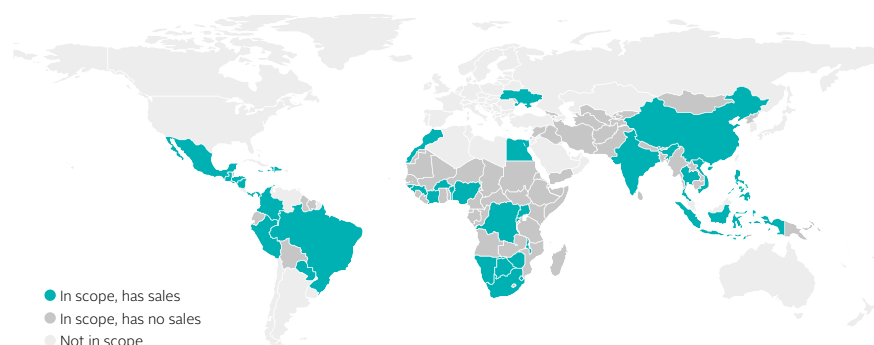 In scope, has sales
In scope, has no sales
Not in scope